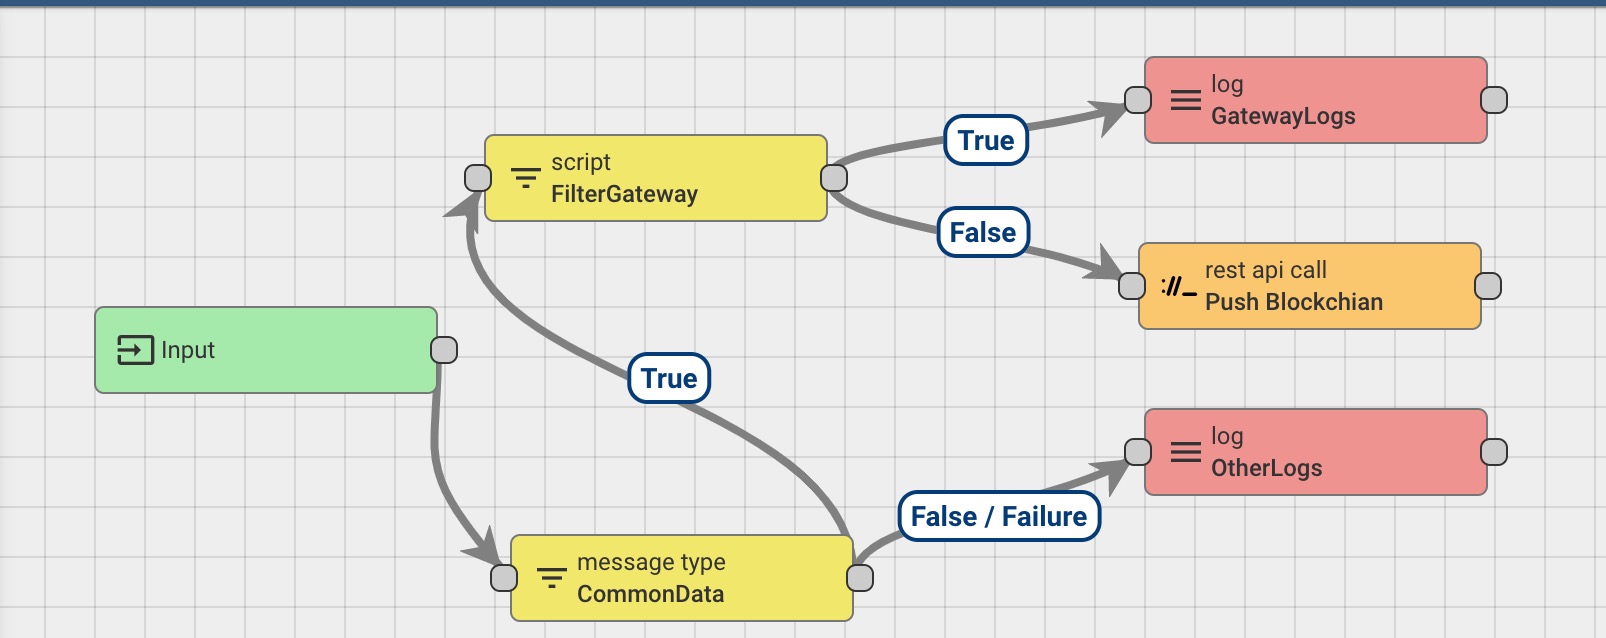 log
GatewayLogs
True
script
FilterGateway
False
rest api call
://_
Push Blockchian
Input
True
log
OtherLogs
False / Failure
message type
CommonData